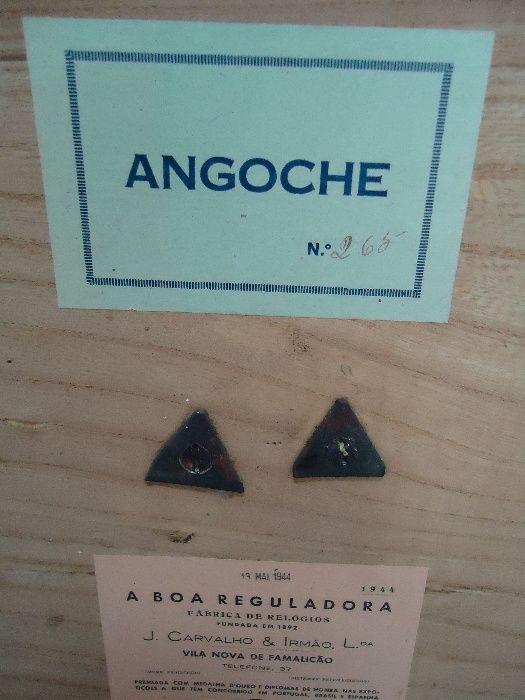 ANGOCHE
N.º 265
13 MAI. 1944
1944
A BOA REGULADORA
FÁBRICA DE RELÓGIOS
FUNDADA EM 1892
J. CARVALHO & IRMÃO, L.DA
VILA NOVA DE FAMALICÃO
TELEFONE, 37
PREMIADA COM MEDALHA D'OURO E DIPLOMAS DE HONRA NAS EXPO-
SIÇÕES A QUE TEM CONCORRIDO EM PORTUGAL, BRASIL E ESPANHA